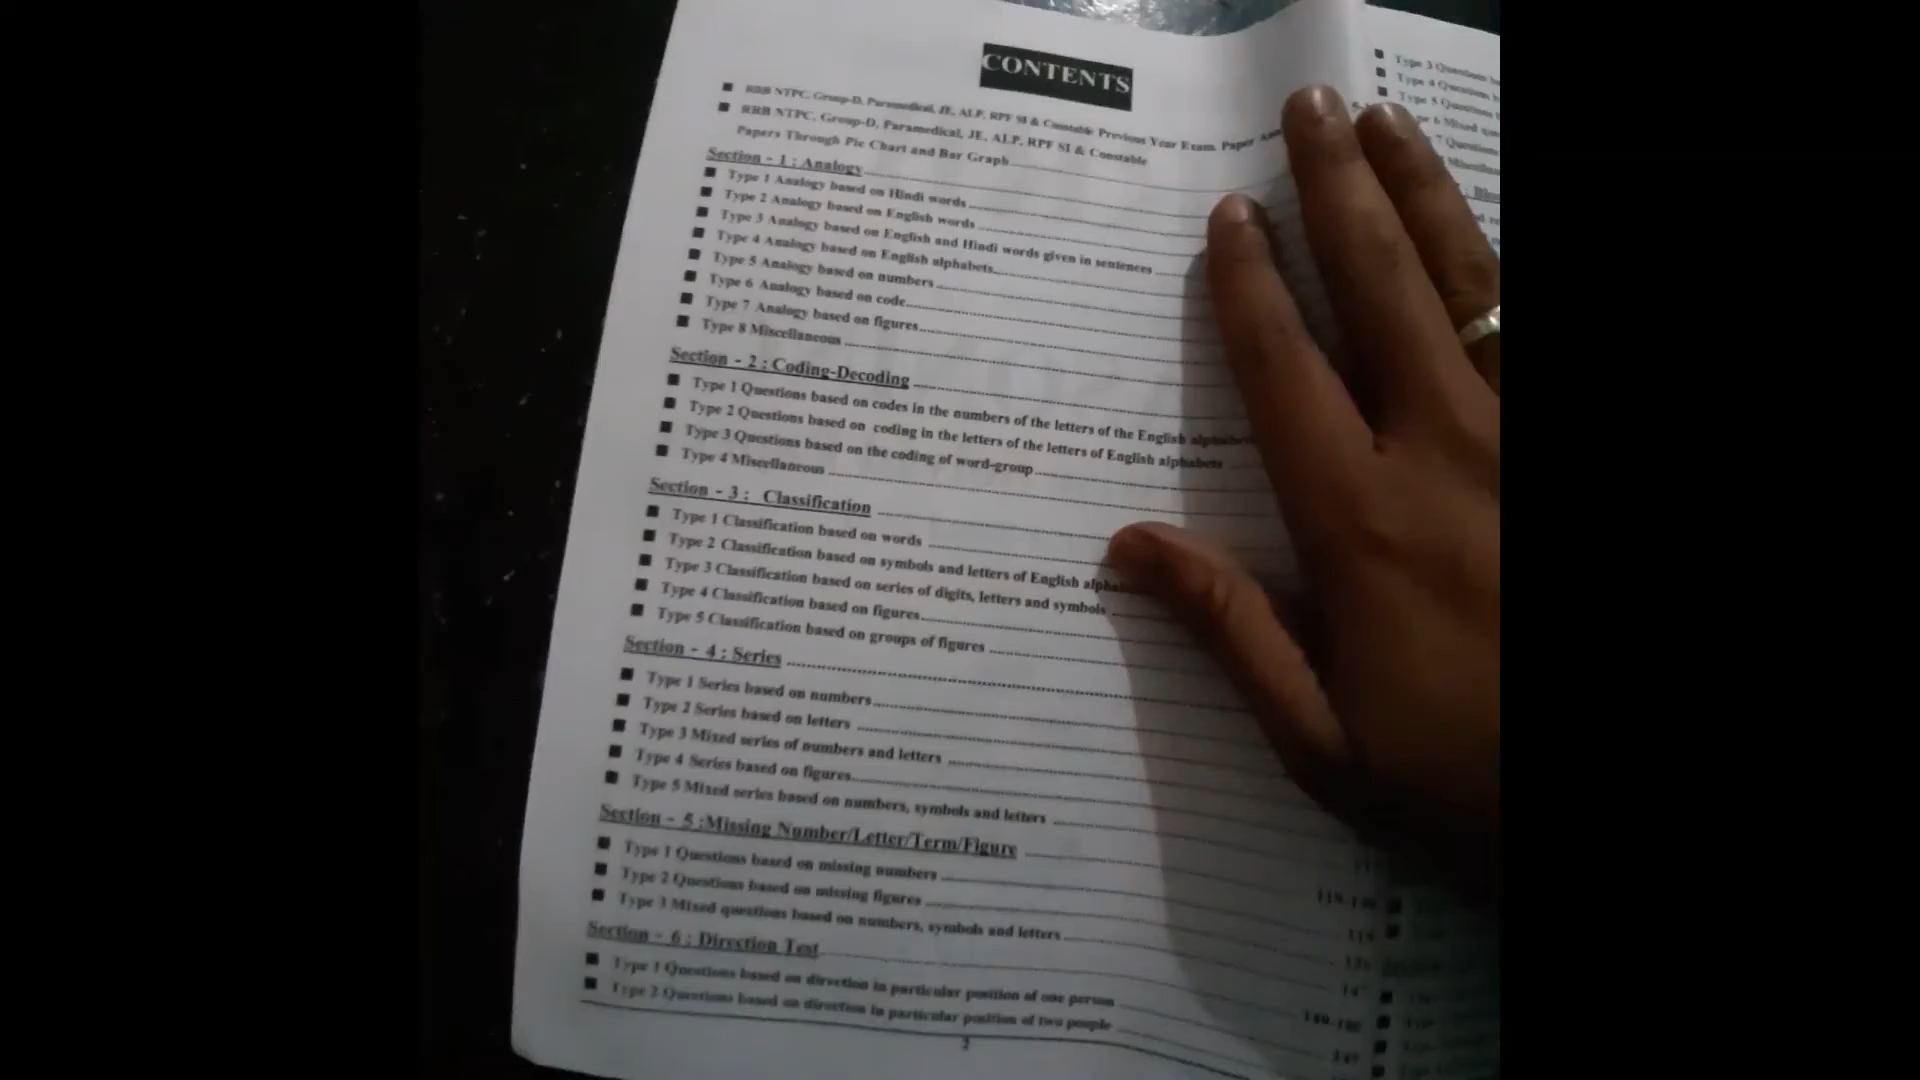 CONTENTS
■ RRB NTPC, Group-D, Paramedical, JE, ALP, RPF SI & Constable Previous Year Exam. Paper
■ RRB NTPC, Group-D, Paramedical, JE, ALP, RPF SI & Constable
Papers Through Pie Chart and Bar Graph
Section - 1 : Analogy
■ Type 1 Analogy based on Hindi words
■ Type 2 Analogy based on English words
■ Type 3 Analogy based on English and Hindi words given in sentences
■ Type 4 Analogy based on English alphabets
■ Type 5 Analogy based on numbers
■ Type 6 Analogy based on code
■ Type 7 Analogy based on figures
■ Type 8 Miscellaneous
Section - 2 : Coding-Decoding
■ Type 1 Questions based on codes in the numbers of the letters of the English
■ Type 2 Questions based on coding in the letters of the letters of English alphabets
■ Type 3 Questions based on the coding of word-group
■ Type 4 Miscellaneous
Section - 3 : Classification
■ Type 1 Classification based on words
■ Type 2 Classification based on symbols and letters of English
■ Type 3 Classification based on series of digits, letters and symbols
■ Type 4 Classification based on figures
■ Type 5 Classification based on groups of figures
Section - 4 : Series
■ Type 1 Series based on numbers
■ Type 2 Series based on letters
■ Type 3 Mixed series of numbers and letters
■ Type 4 Series based on figures
■ Type 5 Mixed series based on numbers, symbols and letters
Section - 5 :Missing Number/Letter/Term/Figure
■ Type 1 Questions based on missing numbers
■ Type 2 Questions based on missing figures
■ Type 3 Mixed questions based on numbers, symbols and letters
Section - 6 : Direction Test
■ Type 1 Questions based on direction in particular position of one person
■ Type 2 Questions based on direction in particular position of two people
2
■ Type 3 Questions
■ Type 4 Questions
■ Type 5 Questions
Mixed
7 Questions